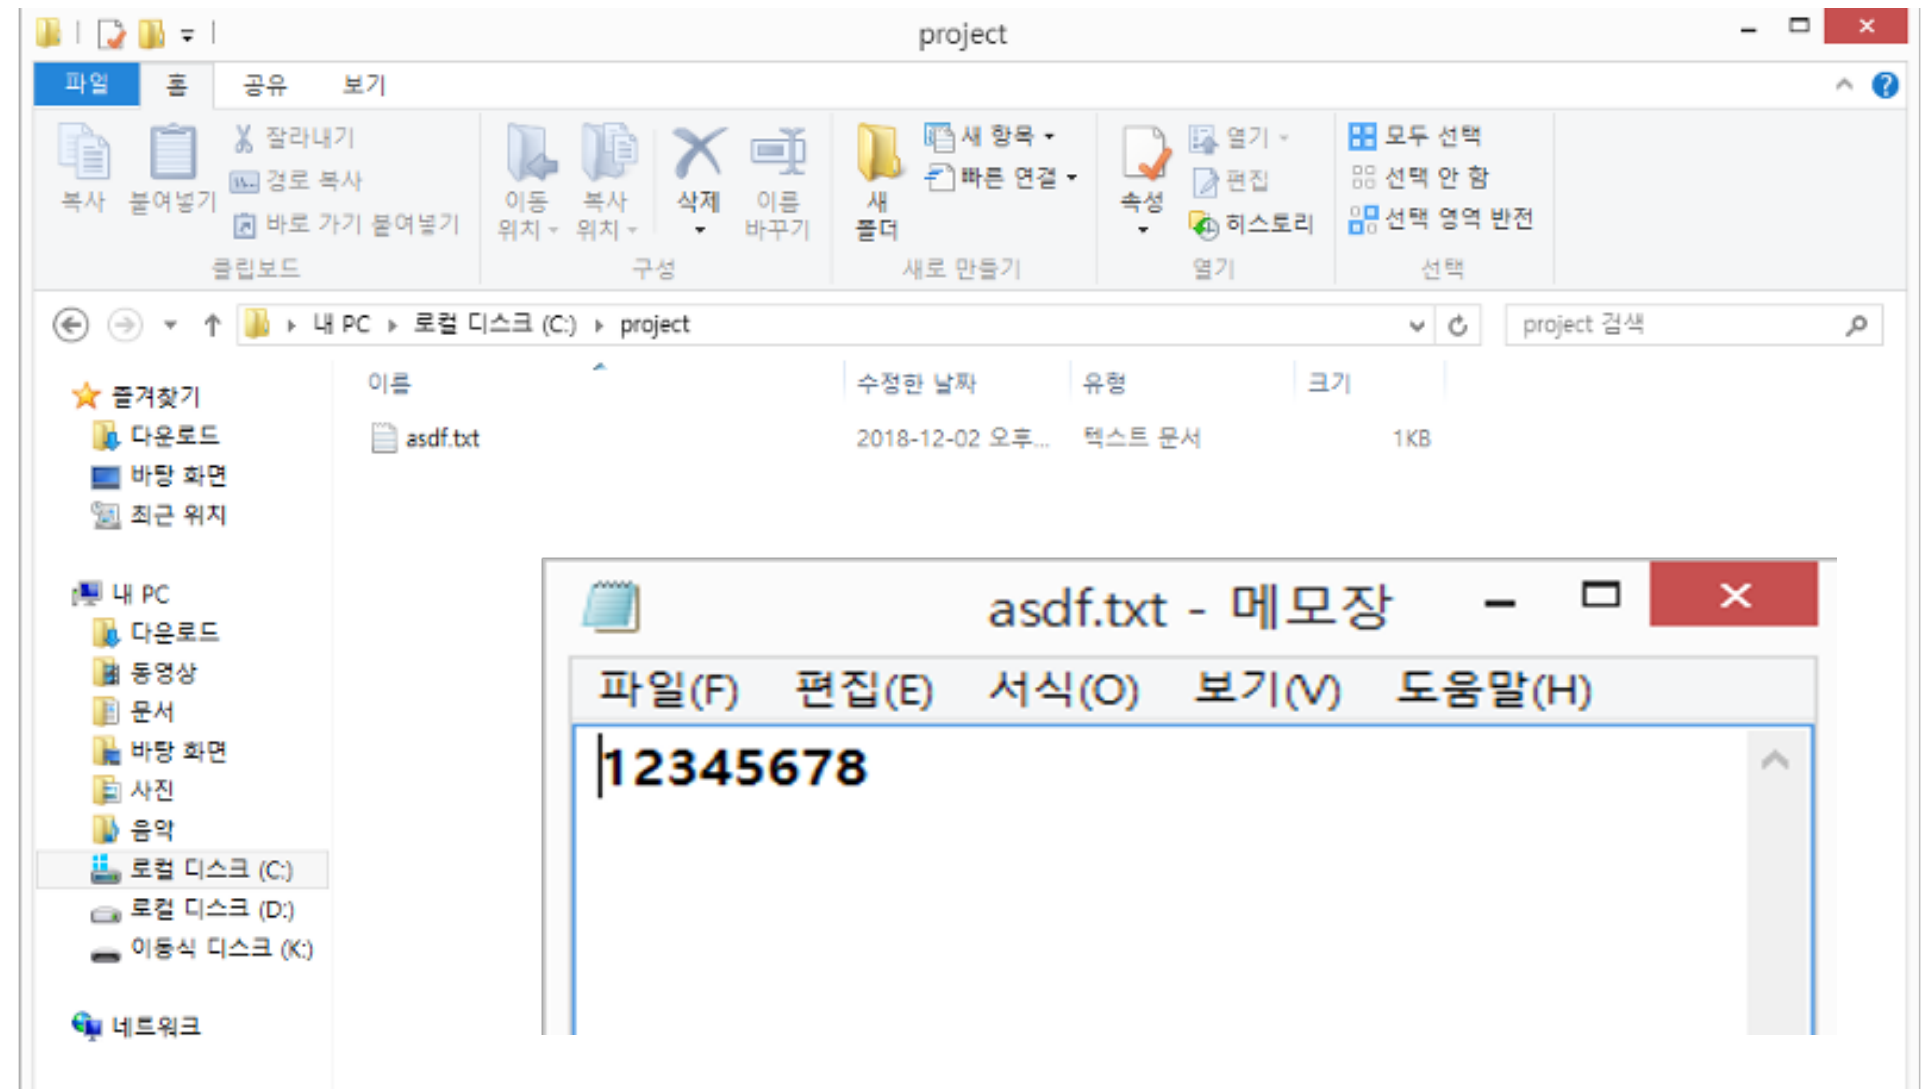 project
파일 홈 공유 보기
복사
붙여넣기
잘라내기
경로 복사
바로 가기 붙여넣기
클립보드
이동
위치
복사
위치
삭제
이름
바꾸기
구성
새
폴더
새 항목
빠른 연결
새로 만들기
속성
열기
편집
히스토리
열기
모두 선택
선택 안 함
선택 영역 반전
선택
내 PC 로컬 디스크 (C:) project
project 검색
이름 수정한 날짜 유형 크기
asdf.txt 2018-12-02 오후... 텍스트 문서 1KB
즐겨찾기
다운로드
바탕 화면
최근 위치
내 PC
다운로드
동영상
문서
바탕 화면
사진
음악
로컬 디스크 (C:)
로컬 디스크 (D:)
이동식 디스크 (K:)
네트워크
asdf.txt - 메모장
파일(F) 편집(E) 서식(O) 보기(V) 도움말(H)
12345678